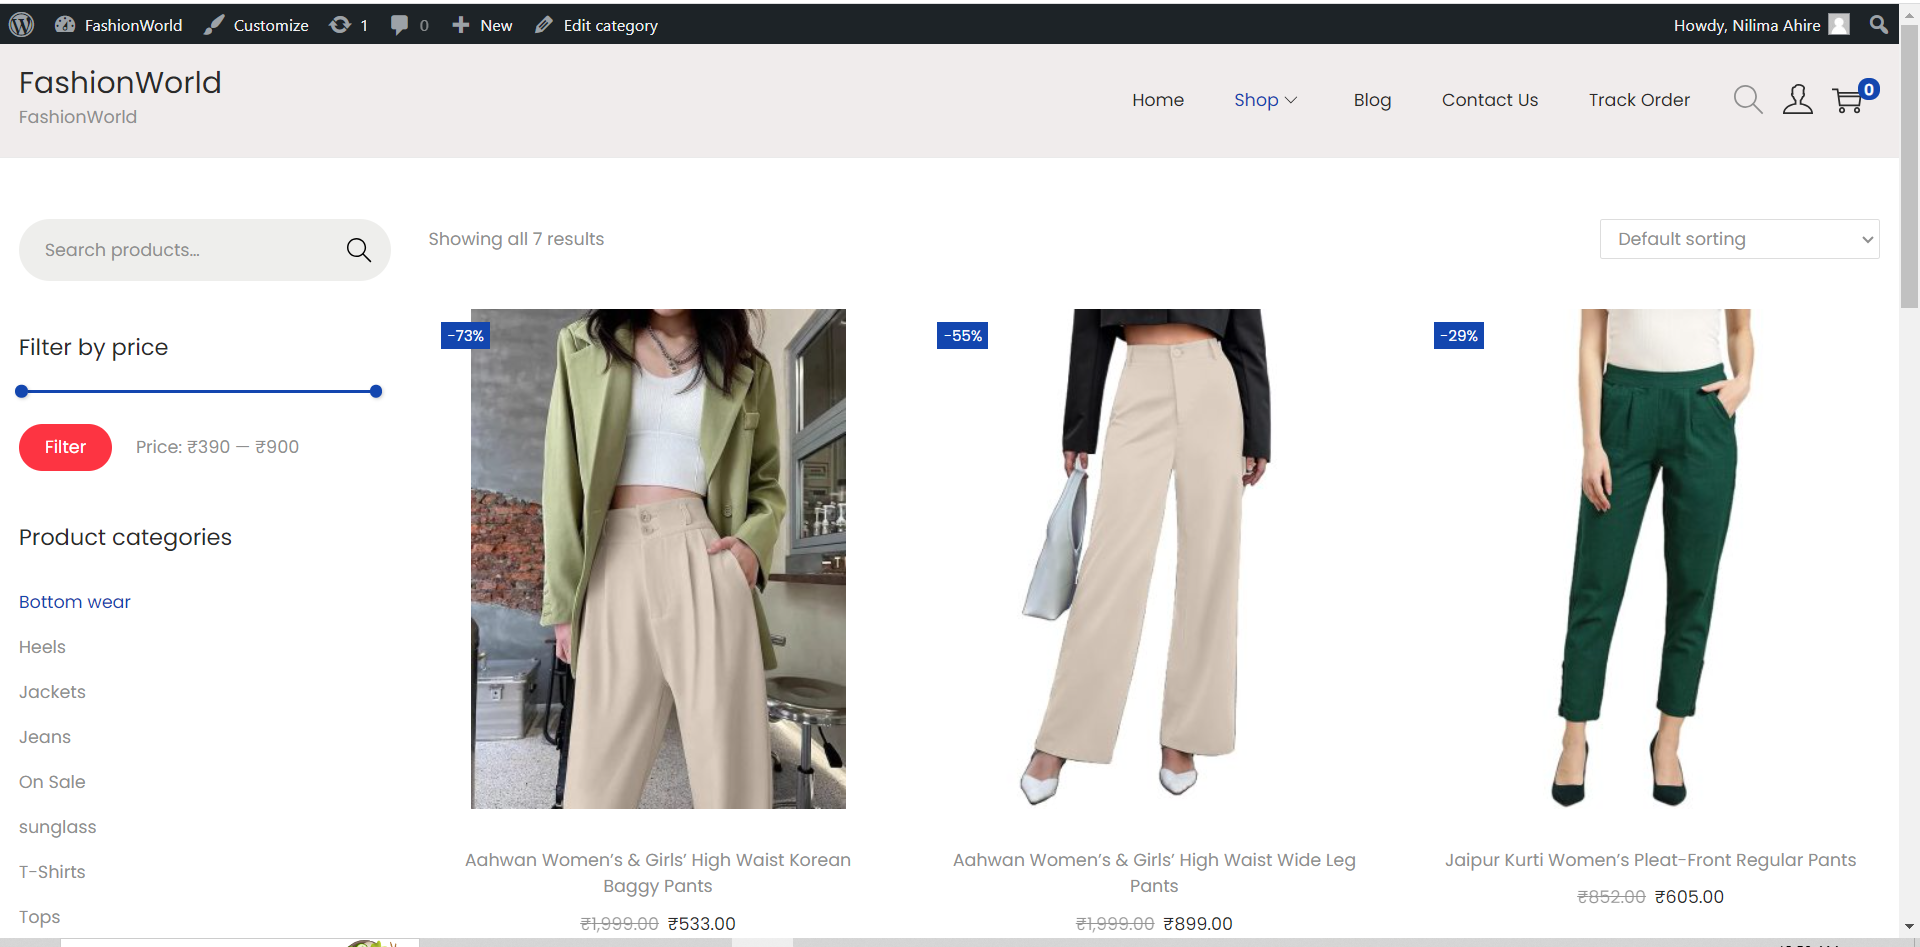 FashionWorld
Customize
1
0
New
Edit category
Howdy, Nilima Ahire
FashionWorld
FashionWorld
Home
Shop
Blog
Contact Us
Track Order
0
Search products...
Showing all 7 results
Default sorting
Filter by price
Filter
Price: ₹390 — ₹900
Product categories
Bottom wear
Heels
Jackets
Jeans
On Sale
sunglass
T-Shirts
Tops
-73%
Aahwan Women’s & Girls’ High Waist Korean
Baggy Pants
₹1,999.00 ₹533.00
-55%
Aahwan Women’s & Girls’ High Waist Wide Leg
Pants
₹1,999.00 ₹899.00
-29%
Jaipur Kurti Women’s Pleat-Front Regular Pants
₹852.00 ₹605.00